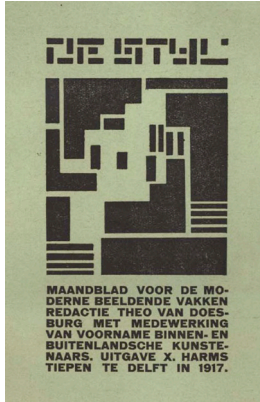 DE STYL
MAANDBLAD VOOR DE MO-
DERNE BEELDENDE VAKKEN
REDACTIE THEO VAN DOES-
BURG MET MEDEWERKING
VAN VOORNAME BINNEN- EN
BUITENLANDSCHE KUNSTE-
NAARS. UITGAVE X. HARMS
TIEPEN TE DELFT IN 1917.